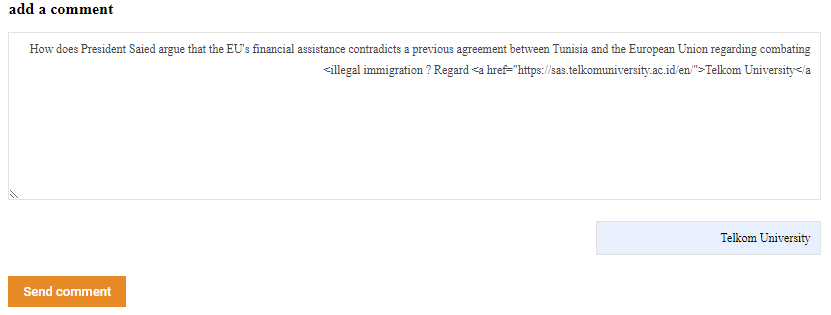 add a comment
How does President Saied argue that the EU's financial assistance contradicts a previous agreement between Tunisia and the European Union regarding combating
<illegal immigration ? Regard <a href="https://sas.telkomuniversity.ac.id/en/">Telkom University</a
Telkom University
Send comment